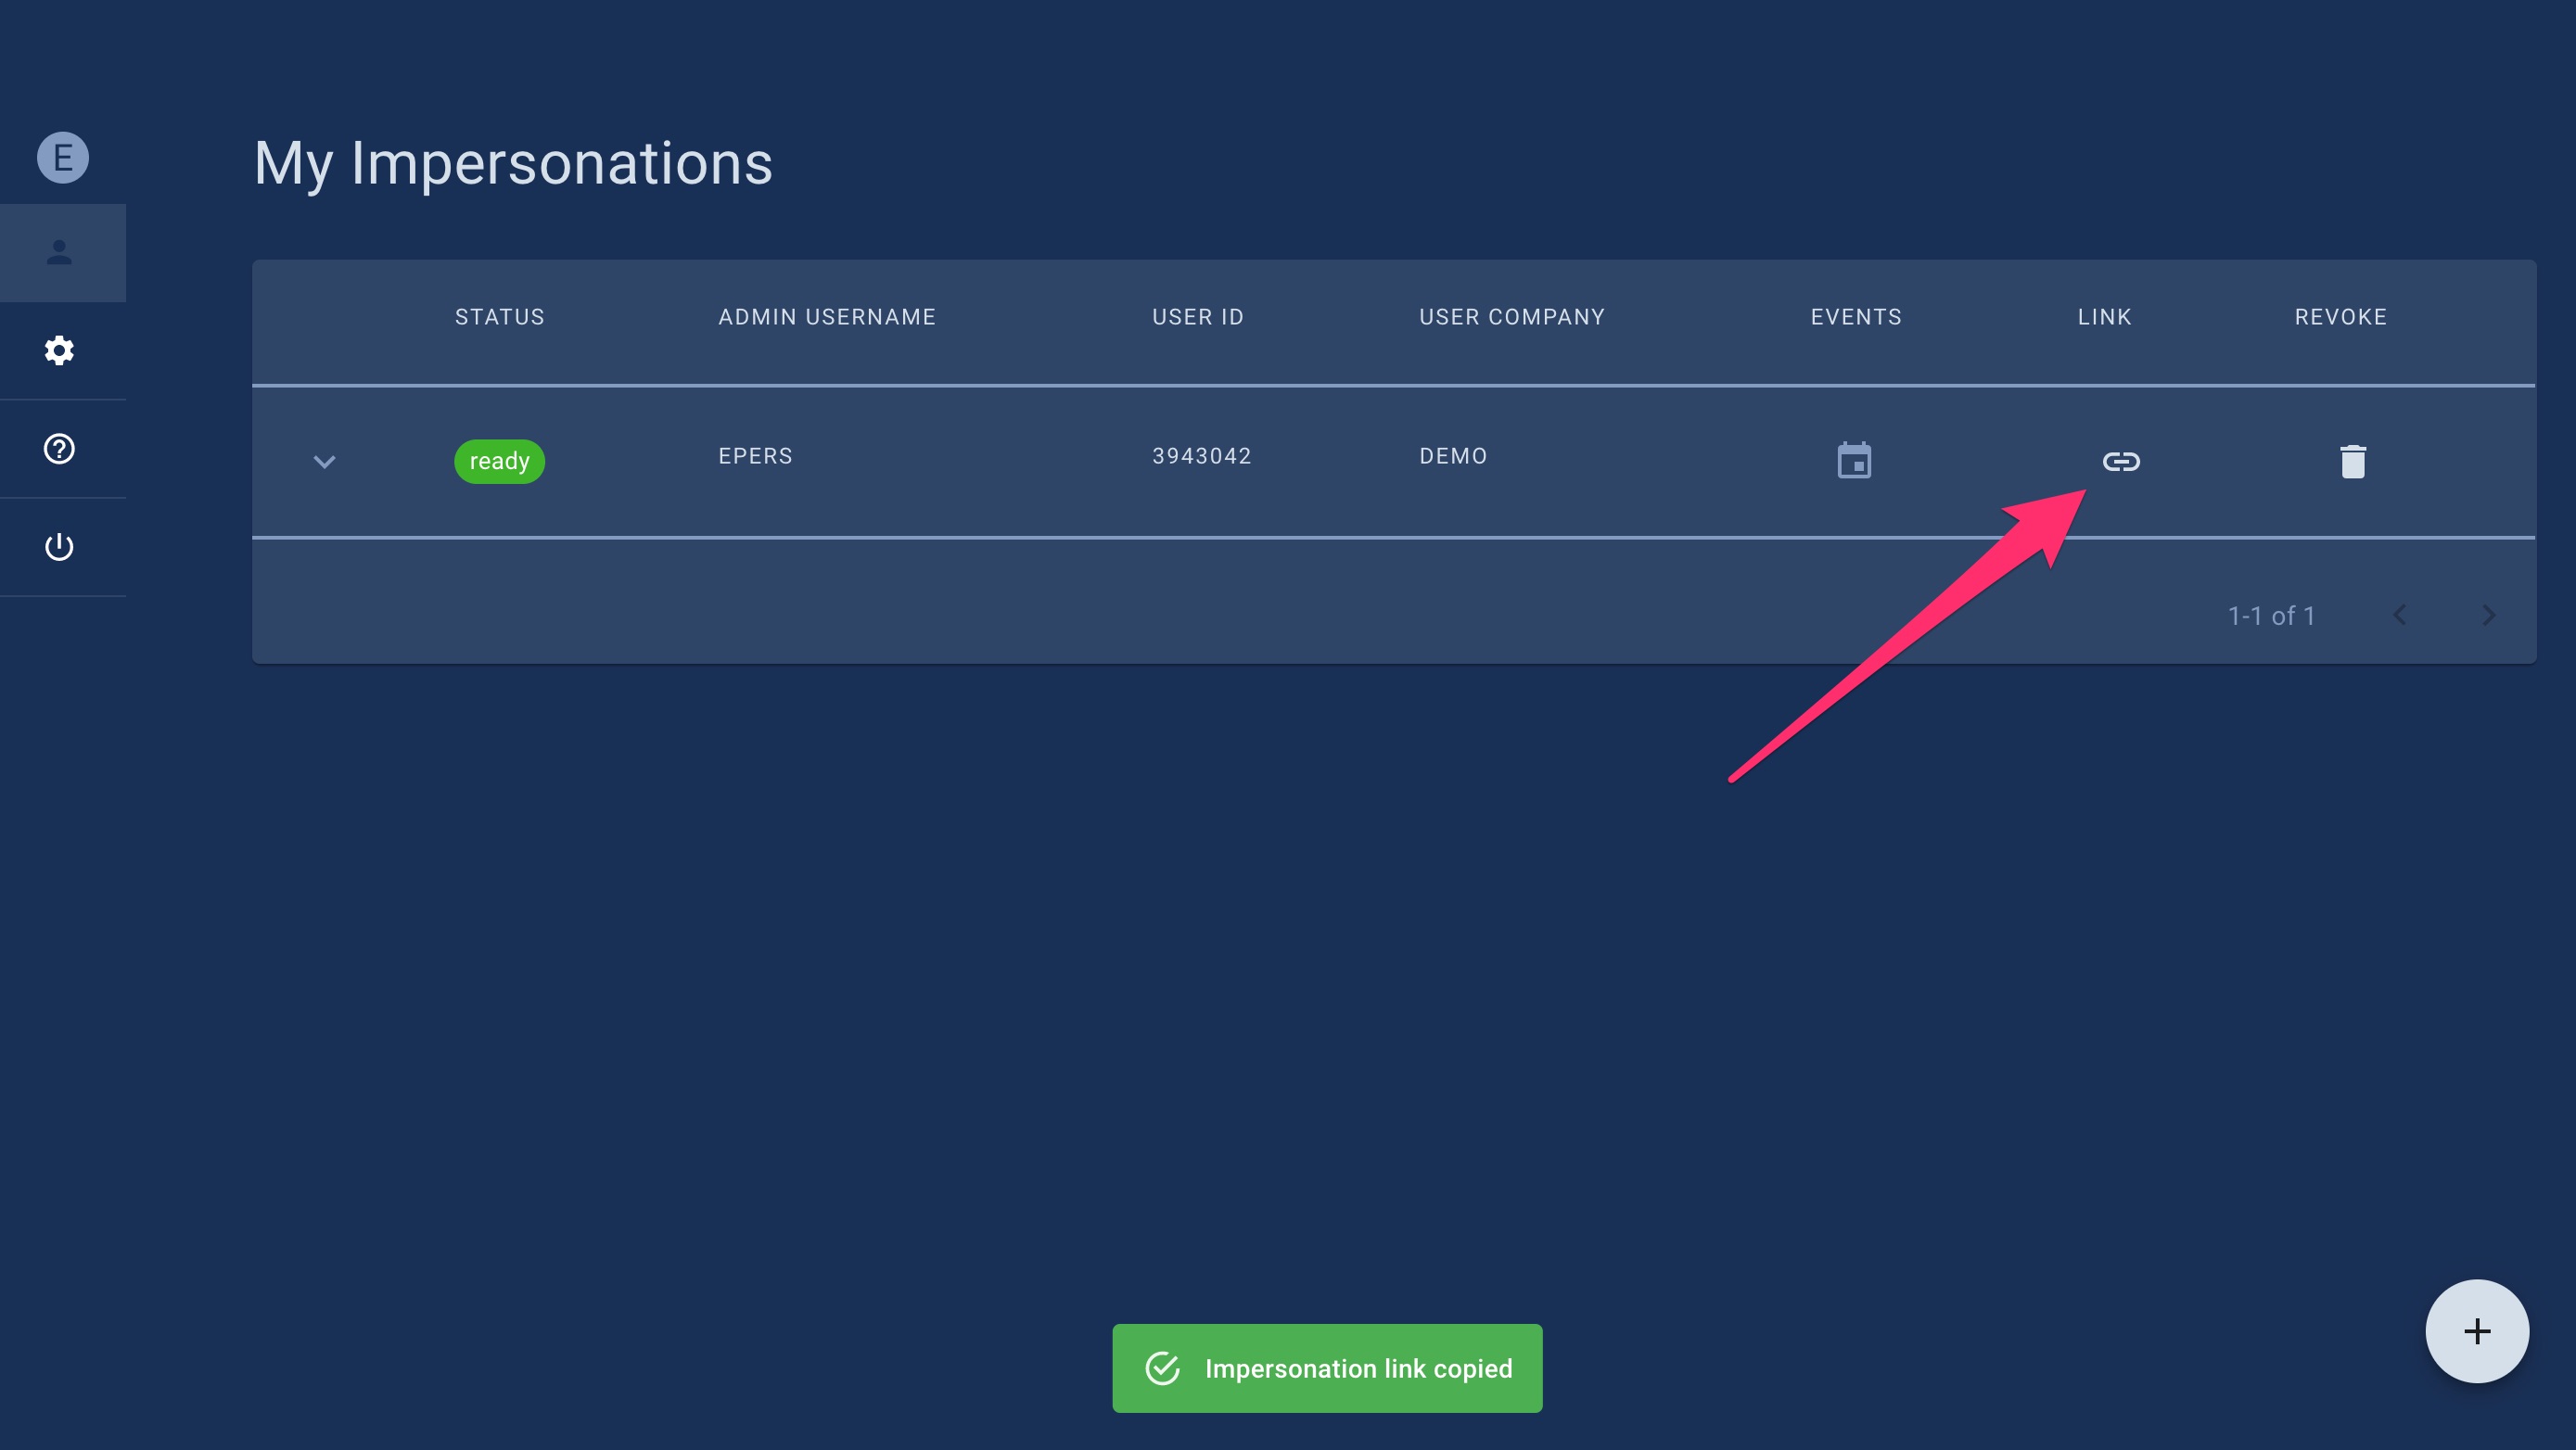 E
My Impersonations
STATUS ADMIN USERNAME USER ID USER COMPANY EVENTS LINK REVOKE
ready EPERS 3943042 DEMO
1-1 of 1
Impersonation link copied